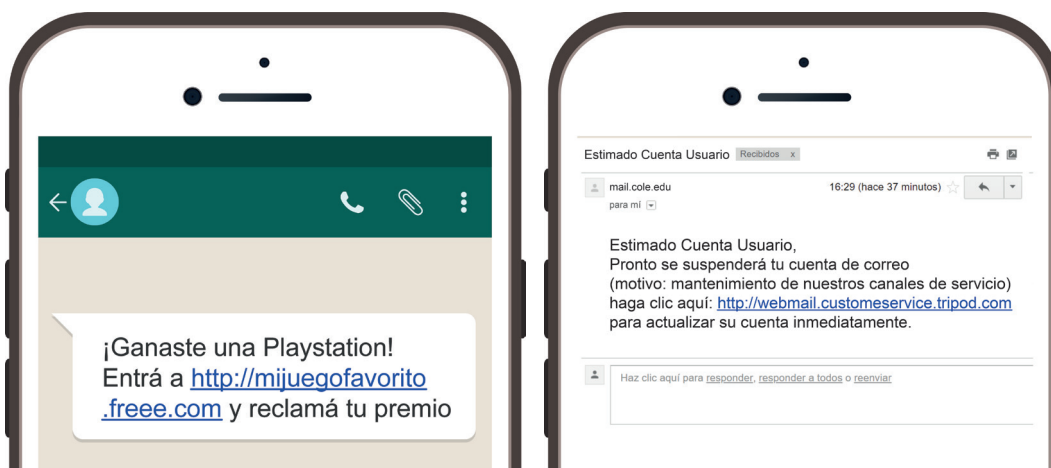 ¡Ganaste una Playstation!
Entrá a http://mijuegofavorito
.freee.com y reclamá tu premio
Estimado Cuenta Usuario Recibidos x
mail.cole.edu 16:29 (hace 37 minutos)
para mí
Estimado Cuenta Usuario,
Pronto se suspenderá tu cuenta de correo
(motivo: mantenimiento de nuestros canales de servicio)
haga clic aquí: http://webmail.customeservice.tripod.com
para actualizar su cuenta inmediatamente.
Haz clic aquí para responder, responder a todos o reenviar